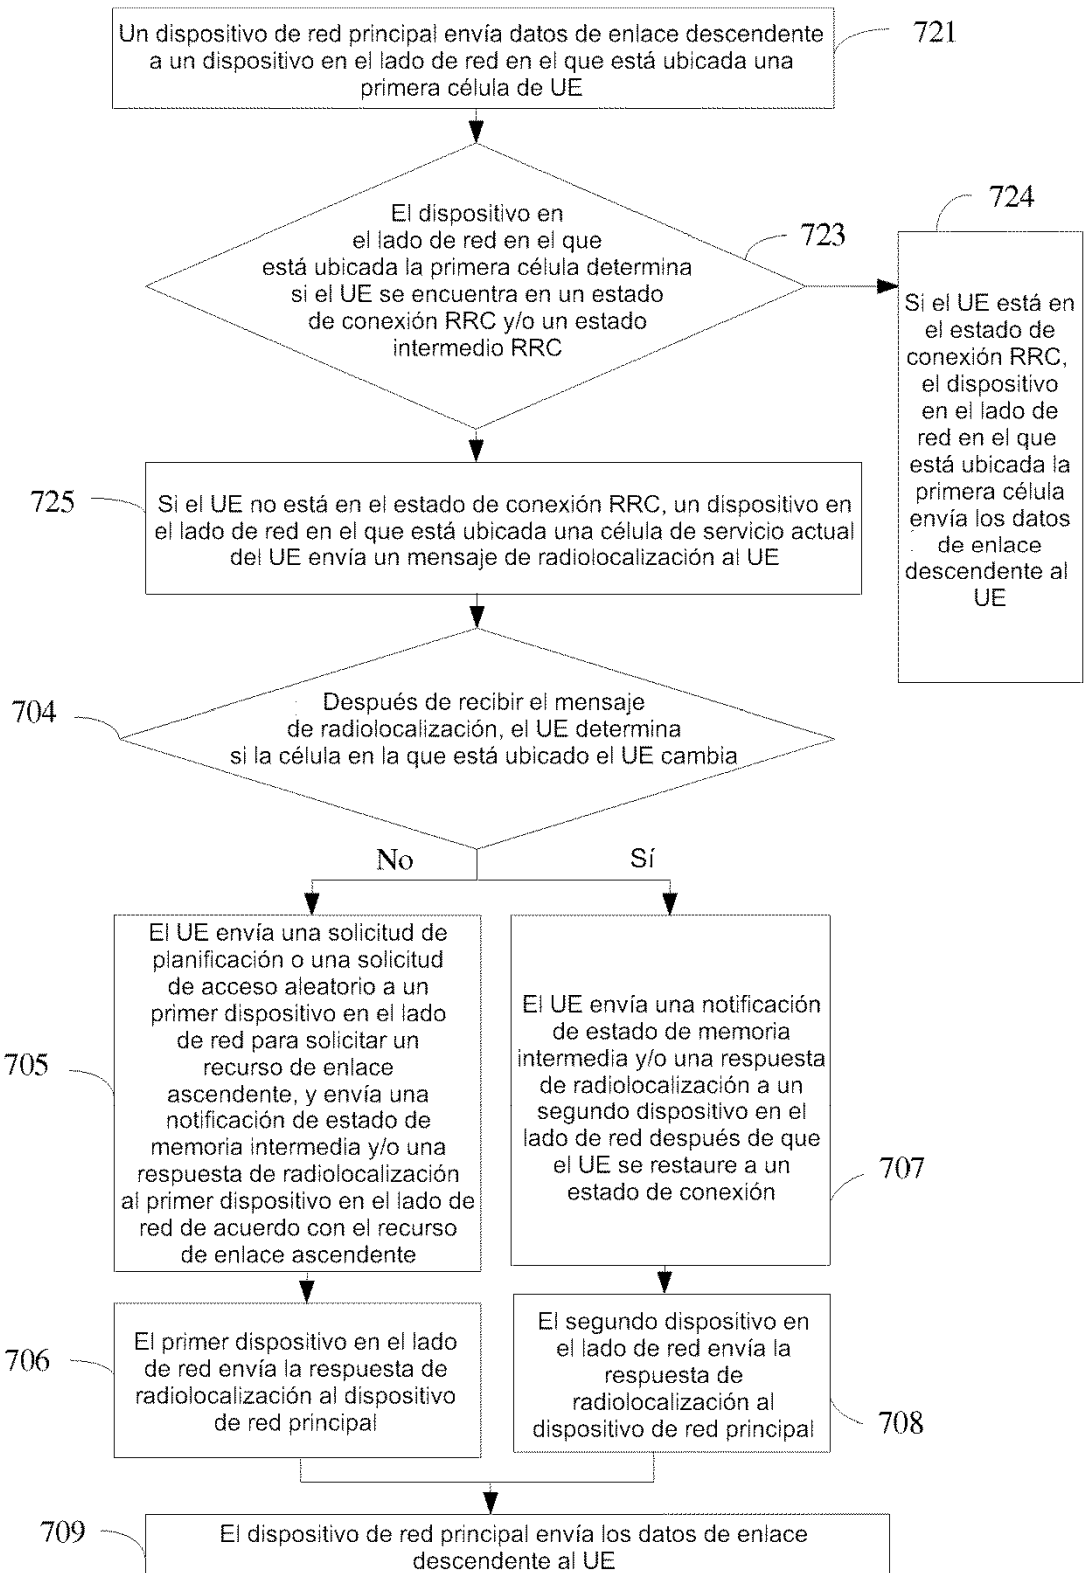 Un dispositivo de red principal envía datos de enlace descendente
a un dispositivo en el lado de red en el que está ubicada una
primera célula de UE
721
El dispositivo en
el lado de red en el que
está ubicada la primera célula determina
si el UE se encuentra en un estado
de conexión RRC y/o un estado
intermedio RRC
723
724
Si el UE está en
el estado de
conexión RRC,
el dispositivo
en el lado de
red en el que
está ubicada la
primera célula
envía los datos
de enlace
descendente al
UE
725
Si el UE no está en el estado de conexión RRC, un dispositivo en
el lado de red en el que está ubicada una célula de servicio actual
del UE envía un mensaje de radiolocalización al UE
704
Después de recibir el mensaje
de radiolocalización, el UE determina
si la célula en la que está ubicado el UE cambia
No
Sí
705
El UE envía una solicitud de
planificación o una solicitud
de acceso aleatorio a un
primer dispositivo en el lado
de red para solicitar un
recurso de enlace
ascendente, y envía una
notificación de estado de
memoria intermedia y/o una
respuesta de radiolocalización
al primer dispositivo en el lado de
red de acuerdo con el recurso
de enlace ascendente
El UE envía una notificación
de estado de memoria
intermedia y/o una respuesta
de radiolocalización a un
segundo dispositivo en el
lado de red después de que
el UE se restaure a un
estado de conexión
707
706
El primer dispositivo en el lado
de red envía la respuesta de
radiolocalización al dispositivo
de red principal
El segundo dispositivo en
el lado de red envía la
respuesta de
radiolocalización al
dispositivo de red principal
708
709
El dispositivo de red principal envía los datos de enlace
descendente al UE